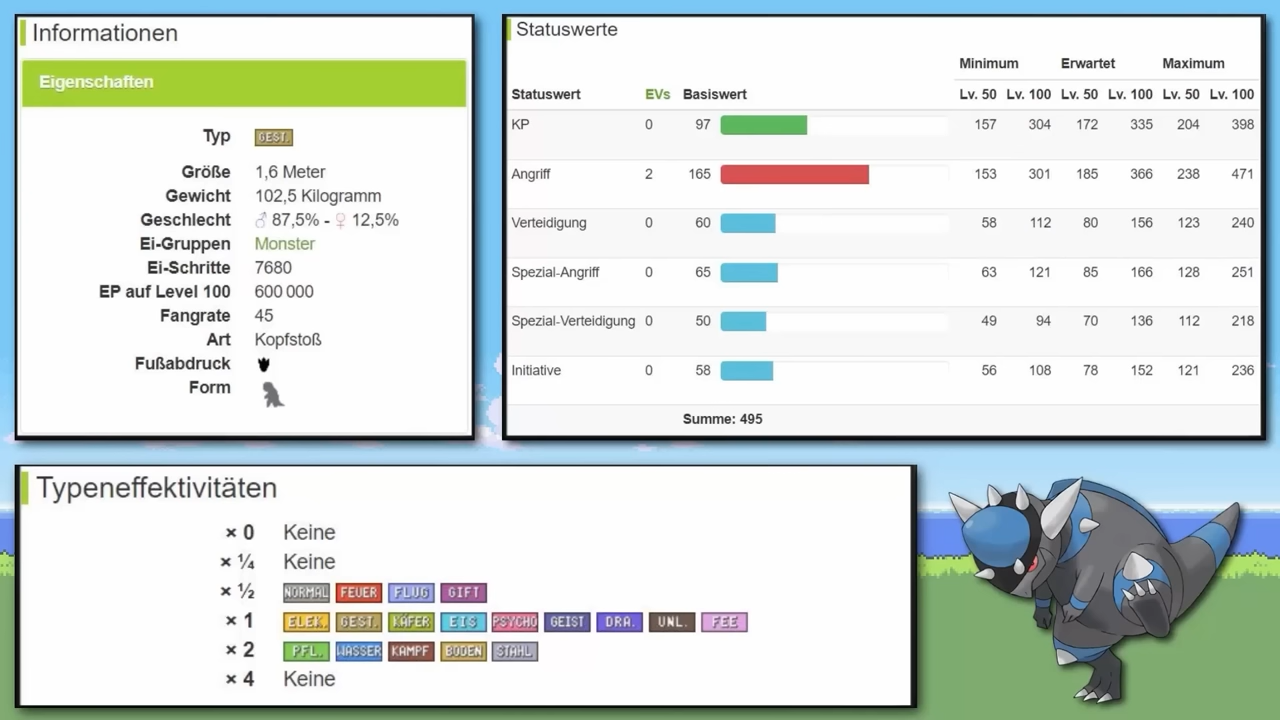 Informationen
Eigenschaften
Typ GEST.
Größe 1,6 Meter
Gewicht 102,5 Kilogramm
Geschlecht ♂ 87,5% - ♀ 12,5%
Ei-Gruppen Monster
Ei-Schritte 7680
EP auf Level 100 600 000
Fangrate 45
Art Kopfstoß
Fußabdruck
Form
Statuswerte
Minimum Erwartet Maximum
Statuswert EVs Basiswert Lv. 50 Lv. 100 Lv. 50 Lv. 100 Lv. 50 Lv. 100
KP 0 97 157 304 172 335 204 398
Angriff 2 165 153 301 185 366 238 471
Verteidigung 0 60 58 112 80 156 123 240
Spezial-Angriff 0 65 63 121 85 166 128 251
Spezial-Verteidigung 0 50 49 94 70 136 112 218
Initiative 0 58 56 108 78 152 121 236
Summe: 495
Typeneffektivitäten
× 0 Keine
× ¼ Keine
× ½ NORMAL FEUER FLUG GIFT
× 1 ELEK. GEST. KÄFER EIS PSYCHO GEIST DRA. UNL. FEE
× 2 PFL. WASSER KAMPF BODEN STAHL
× 4 Keine